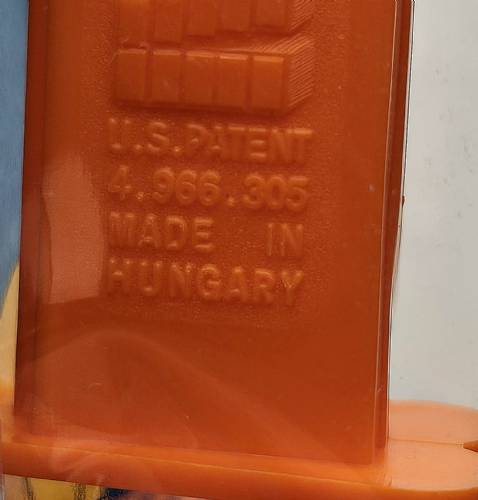 U.S.PATENT
4.966.305
MADE IN
HUNGARY